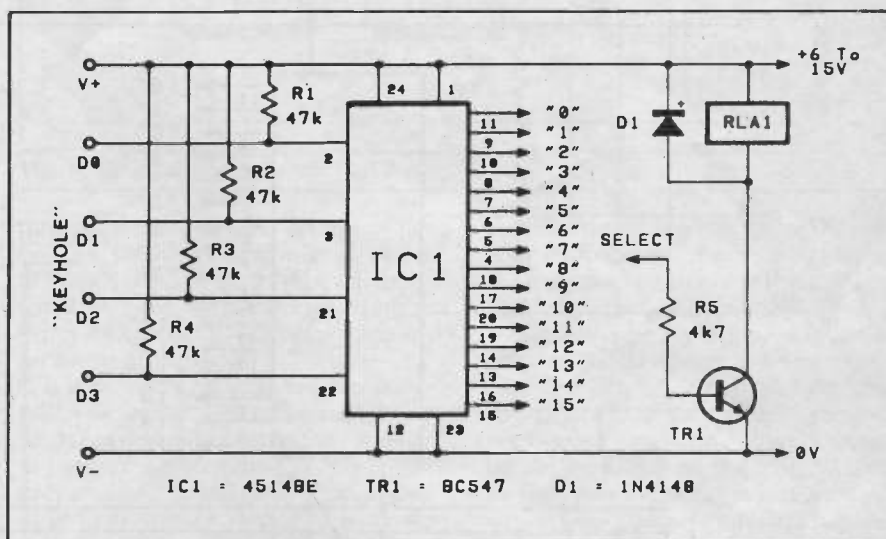 +6 To
15V
V+
24
1
R1
47k
D1
+
RLA1
"0"
11
"1"
9
"2"
10
"3"
8
"4"
7
"5"
6
"6"
5
"7"
4
"8"
18
"9"
17
"10"
20
"11"
19
"12"
14
"13"
13
"14"
16
"15"
15
D0
2
R2
47k
D1
3
R3
47k
IC1
SELECT
"KEYHOLE"
D2
21
R4
47k
R5
4k7
D3
22
12
23
TR1
V-
0V
IC1 = 4514BE TR1 = BC547 D1 = 1N4148